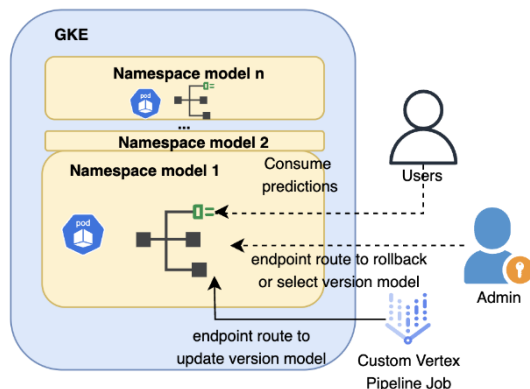 GKE
Namespace model n
pod
...
Namespace model 2
Namespace model 1
pod
Consume
predictions
Users
endpoint route to rollback
or select version model
Admin
endpoint route to
update version model
Custom Vertex
Pipeline Job